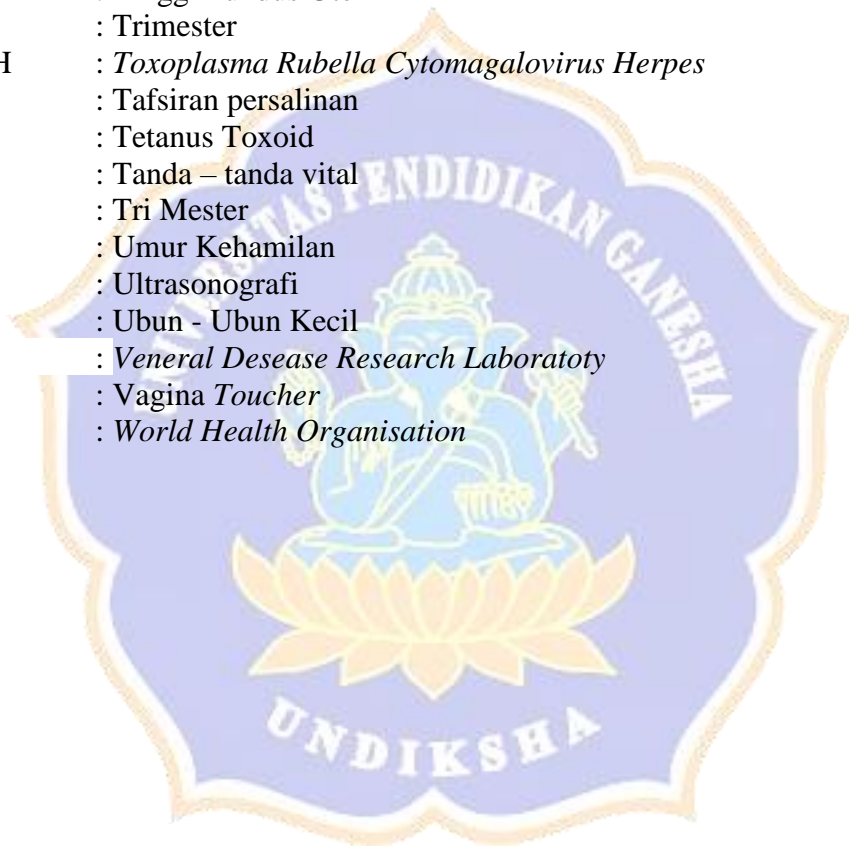 : Trimester
H : Toxoplasma Rubella Cytomagalovirus Herpes
: Tafsiran persalinan
: Tetanus Toxoid
: Tanda – tanda vital
: Tri Mester
: Umur Kehamilan
: Ultrasonografi
: Ubun - Ubun Kecil
: Veneral Desease Research Laboratoty
: Vagina Toucher
: World Health Organisation
UNIVERSITAS PENDIDIKAN GANESHA
UNDIKSHA